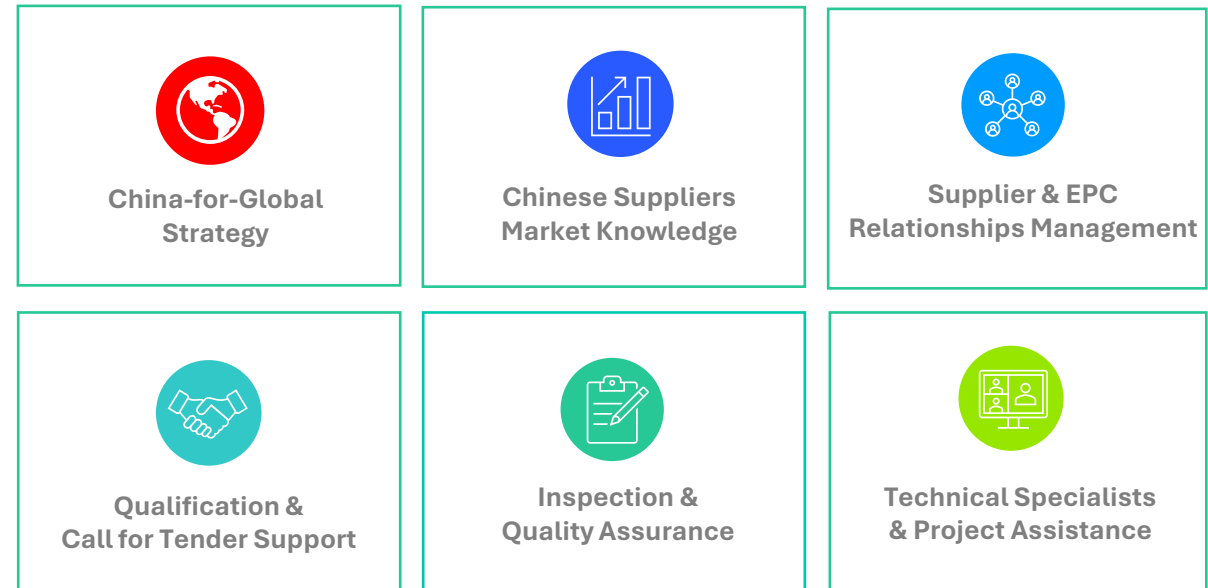 China-for-Global
Strategy
Chinese Suppliers
Market Knowledge
Supplier & EPC
Relationships Management
Qualification &
Call for Tender Support
Inspection &
Quality Assurance
Technical Specialists
& Project Assistance